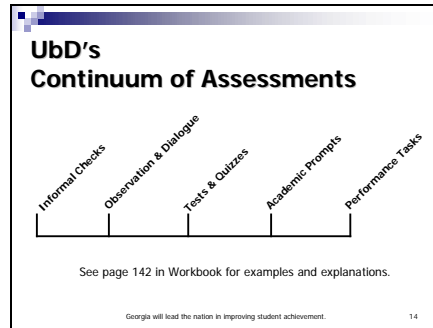 UbD's
Continuum of Assessments
Informal Checks
Observation & Dialogue
Tests & Quizzes
Academic Prompts
Performance Tasks
See page 142 in Workbook for examples and explanations.
Georgia will lead the nation in improving student achievement.
14